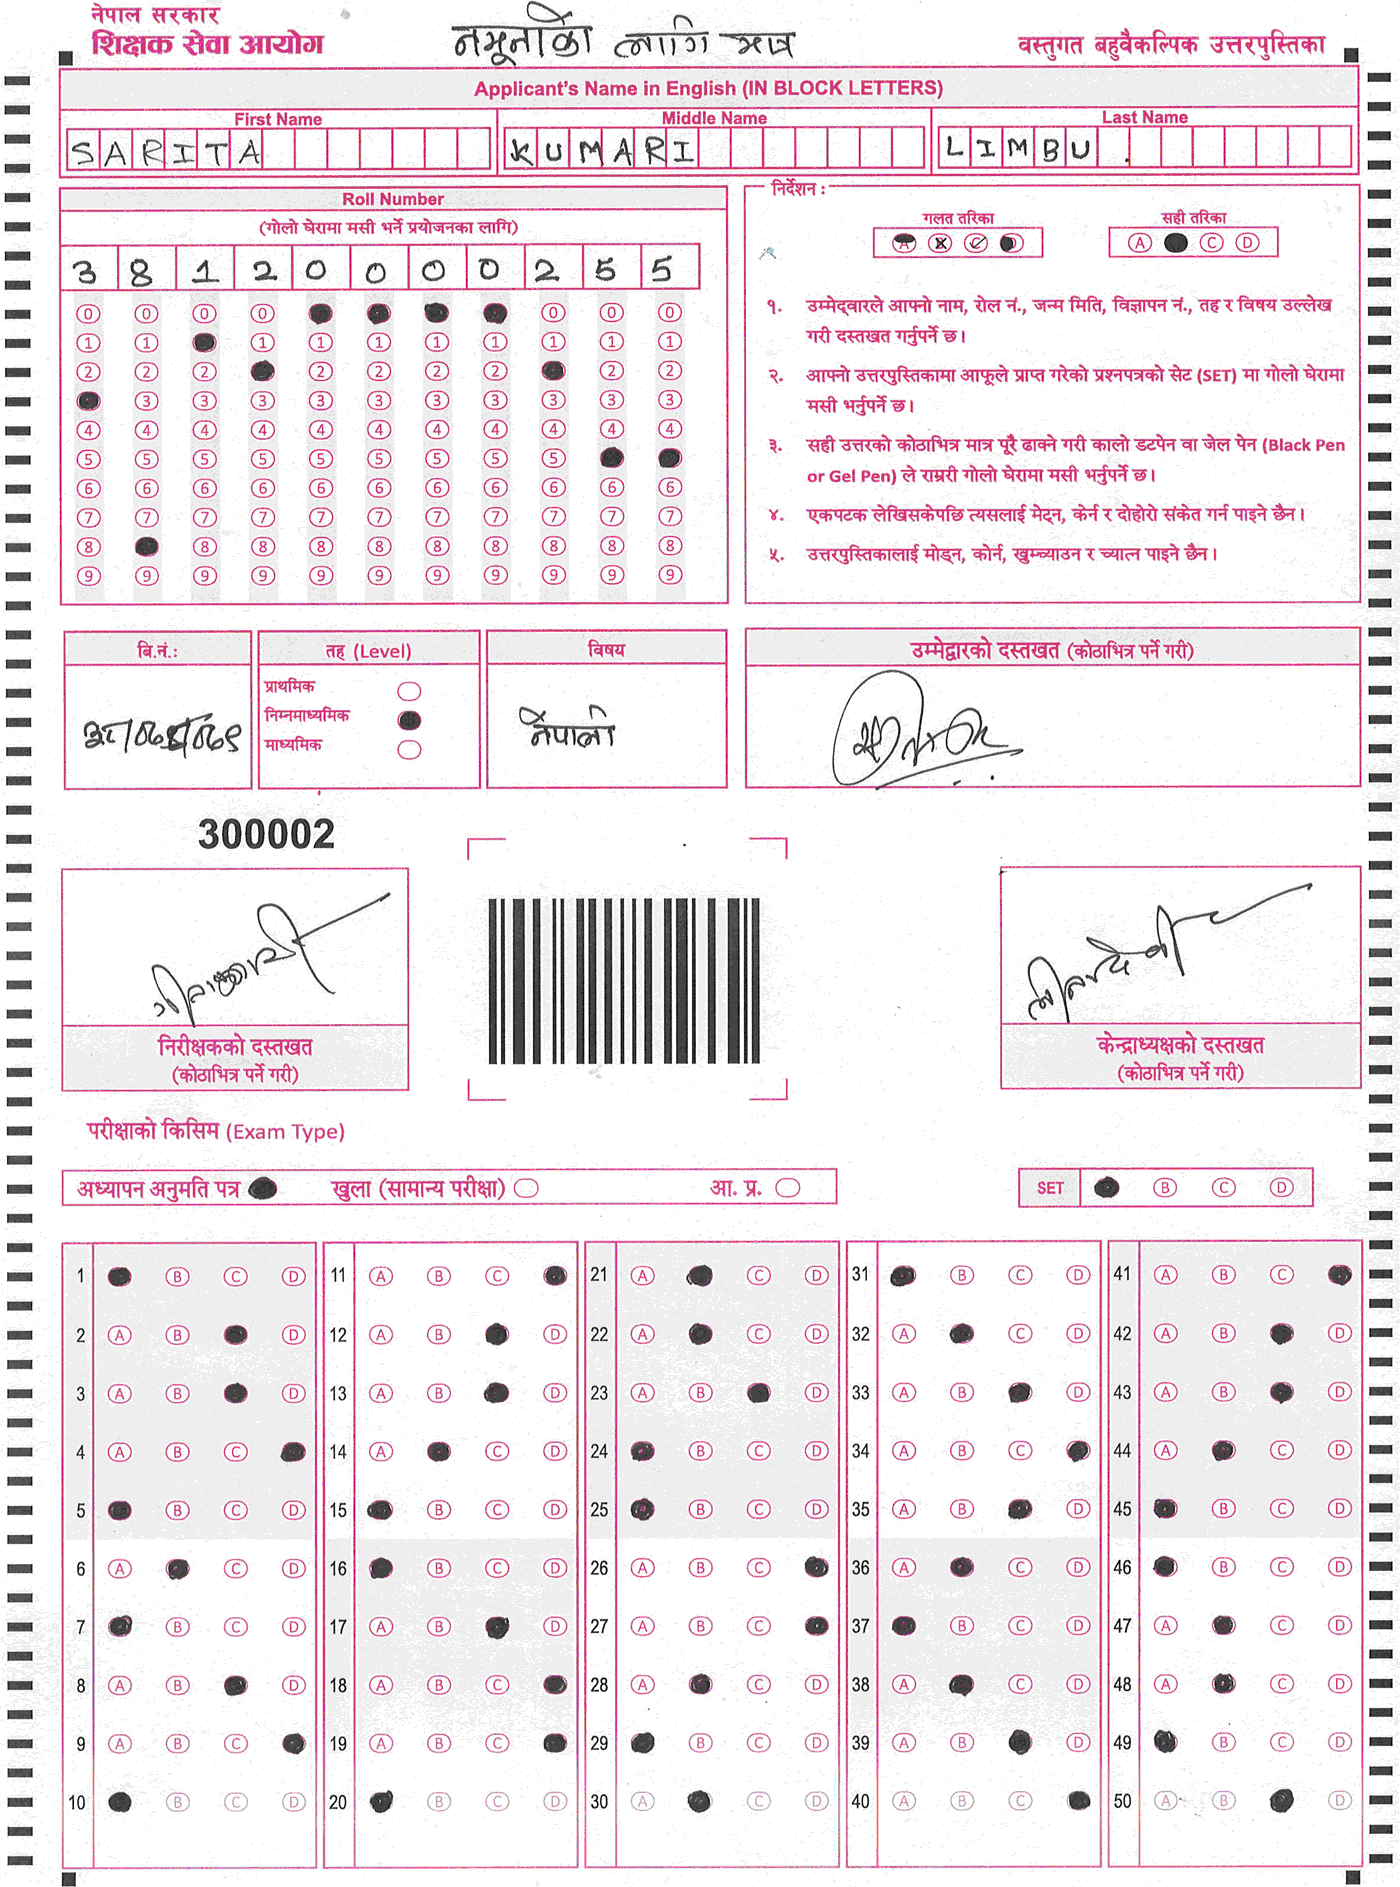 नेपाल सरकार
शिक्षक सेवा आयोग
नमूनाको लागि मात्र
वस्तुगत बहुवैकल्पिक उत्तरपुस्तिका
Applicant's Name in English (IN BLOCK LETTERS)
First Name Middle Name Last Name
SARITA KUMARI LIMBU
Roll Number
(गोलो घेरामा मसी भर्ने प्रयोजनका लागि)
3 8 1 2 0 0 0 0 2 5 5
0 0 0 0 0 0 0
1 1 1 1 1 1 1 1 1 1
2 2 2 2 2 2 2 2 2
3 3 3 3 3 3 3 3 3 3
4 4 4 4 4 4 4 4 4 4 4
5 5 5 5 5 5 5 5 5
6 6 6 6 6 6 6 6 6 6 6
7 7 7 7 7 7 7 7 7 7 7
8 8 8 8 8 8 8 8 8 8
9 9 9 9 9 9 9 9 9 9 9
निर्देशन :
गलत तरिका सही तरिका
A C D A C D
१. उम्मेद्वारले आफ्नो नाम, रोल नं., जन्म मिति, विज्ञापन नं., तह र विषय उल्लेख
गरी दस्तखत गर्नुपर्ने छ।
२. आफ्नो उत्तरपुस्तिकामा आफूले प्राप्त गरेको प्रश्नपत्रको सेट (SET) मा गोलो घेरामा
मसी भर्नुपर्ने छ।
३. सही उत्तरको कोठाभित्र मात्र पूरै ढाक्ने गरी कालो डटपेन वा जेल पेन (Black Pen
or Gel Pen) ले राम्ररी गोलो घेरामा मसी भर्नुपर्ने छ।
४. एकपटक लेखिसकेपछि त्यसलाई मेट्न, केर्न र दोहोरो संकेत गर्न पाइने छैन।
५. उत्तरपुस्तिकालाई मोड्न, कोर्न, खुम्च्याउन र च्यात्न पाइने छैन।
बि.नं.:
तह (Level)
प्राथमिक
निम्नमाध्यमिक
माध्यमिक
विषय
नेपाली
उम्मेद्वारको दस्तखत (कोठाभित्र पर्ने गरी)
300002
निरीक्षकको दस्तखत
(कोठाभित्र पर्ने गरी)
केन्द्राध्यक्षको दस्तखत
(कोठाभित्र पर्ने गरी)
परीक्षाको किसिम (Exam Type)
अध्यापन अनुमति पत्र खुला (सामान्य परीक्षा) आ. प्र. SET B C D
1 B C D 11 A B C 21 A C D 31 B C D 41 A B C
2 A B D 12 A B D 22 A C D 32 A C D 42 A B D
3 A B D 13 A B D 23 A B D 33 A B D 43 A B D
4 A B C 14 A C D 24 B C D 34 A B C 44 A C D
5 B C D 15 B C D 25 B C D 35 A B D 45 B C D
6 A C D 16 B C D 26 A B C 36 A C D 46 B C D
7 B C D 17 A B D 27 A B C 37 B C D 47 A C D
8 A B D 18 A B C 28 A C D 38 A C D 48 A C D
9 A B C 19 A B C 29 B C D 39 A B D 49 B C D
10 B C D 20 B C D 30 A C D 40 A B C 50 A B D